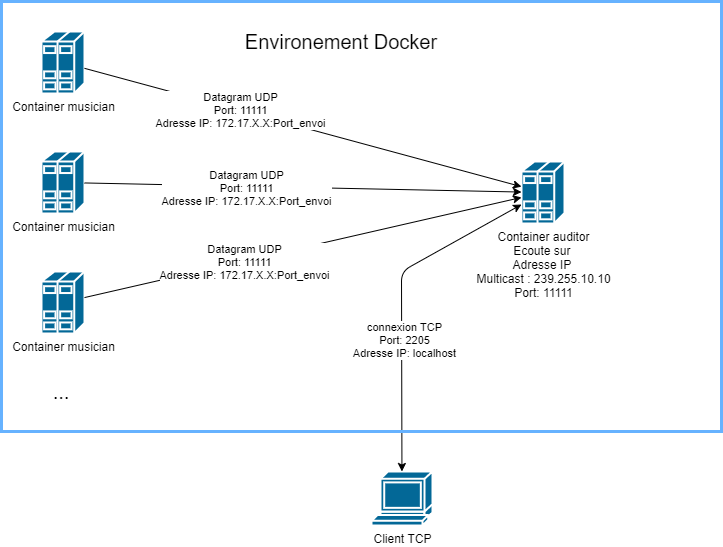 Environement Docker
Container musician
Datagram UDP
Port: 11111
Adresse IP: 172.17.X.X:Port_envoi
Container musician
Datagram UDP
Port: 11111
Adresse IP: 172.17.X.X:Port_envoi
Container auditor
Ecoute sur
Adresse IP
Multicast : 239.255.10.10
Port: 11111
Datagram UDP
Port: 11111
Adresse IP: 172.17.X.X:Port_envoi
Container musician
connexion TCP
Port: 2205
Adresse IP: localhost
...
Client TCP